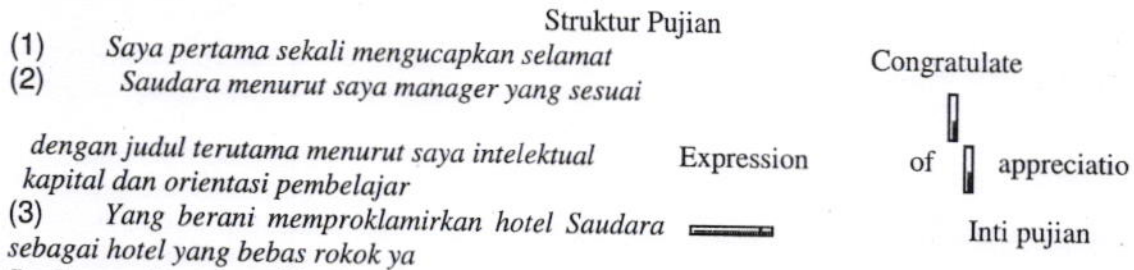 Struktur Pujian
(1) Saya pertama sekali mengucapkan selamat
Congratulate
(2) Saudara menurut saya manager yang sesuai
dengan judul terutama menurut saya intelektual Expression of appreciatio
kapital dan orientasi pembelajar
(3) Yang berani memproklamirkan hotel Saudara Inti pujian
sebagai hotel yang bebas rokok ya